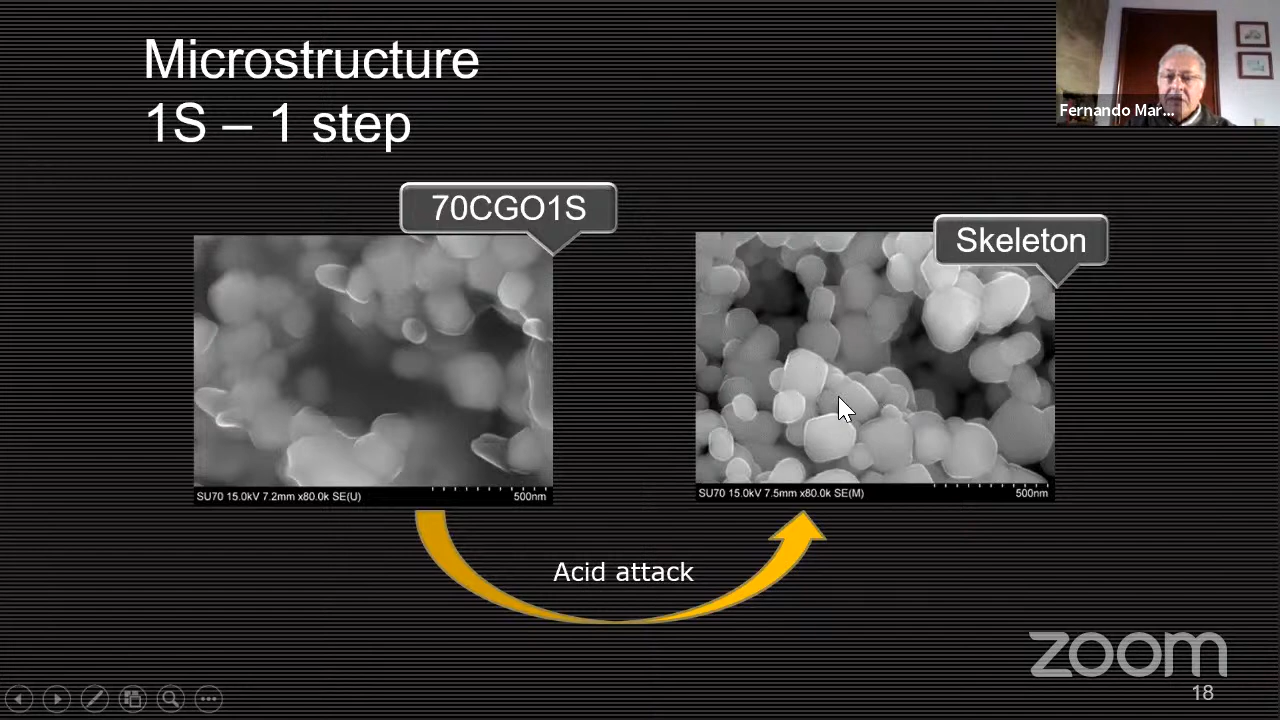 Microstructure
1S – 1 step
Fernando Mar...
70CGO1S
Skeleton
SU70 15.0kV 7.2mm x80.0k SE(U)
500nm
SU70 15.0kV 7.5mm x80.0k SE(M)
500nm
Acid attack
zoom
18